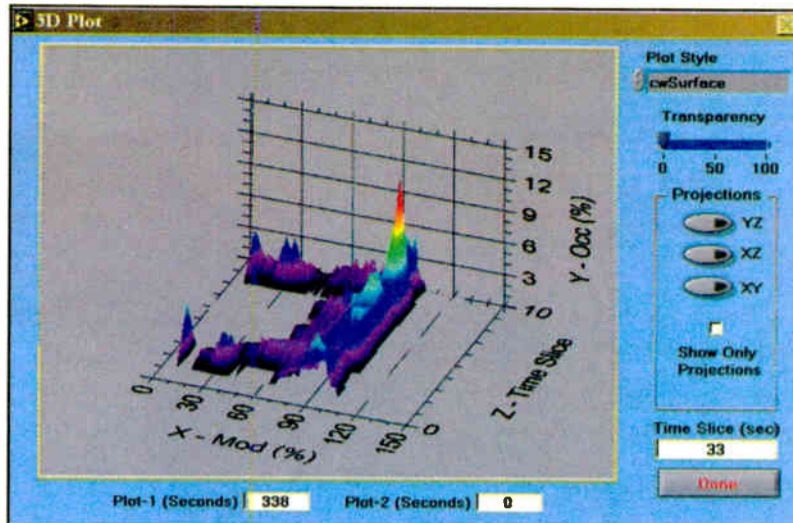 3D Plot
Plot Style
cwSurface
Transparency
0 50 100
Projections
YZ
XZ
XY
Show Only
Projections
Time Slice (sec)
33
Done
15
12
9
6
3
Y - Occ (%)
10
0
Z - Time Slice
0
30
60
90
120
150
X - Mod (%)
Plot-1 (Seconds) 338 Plot-2 (Seconds) 0